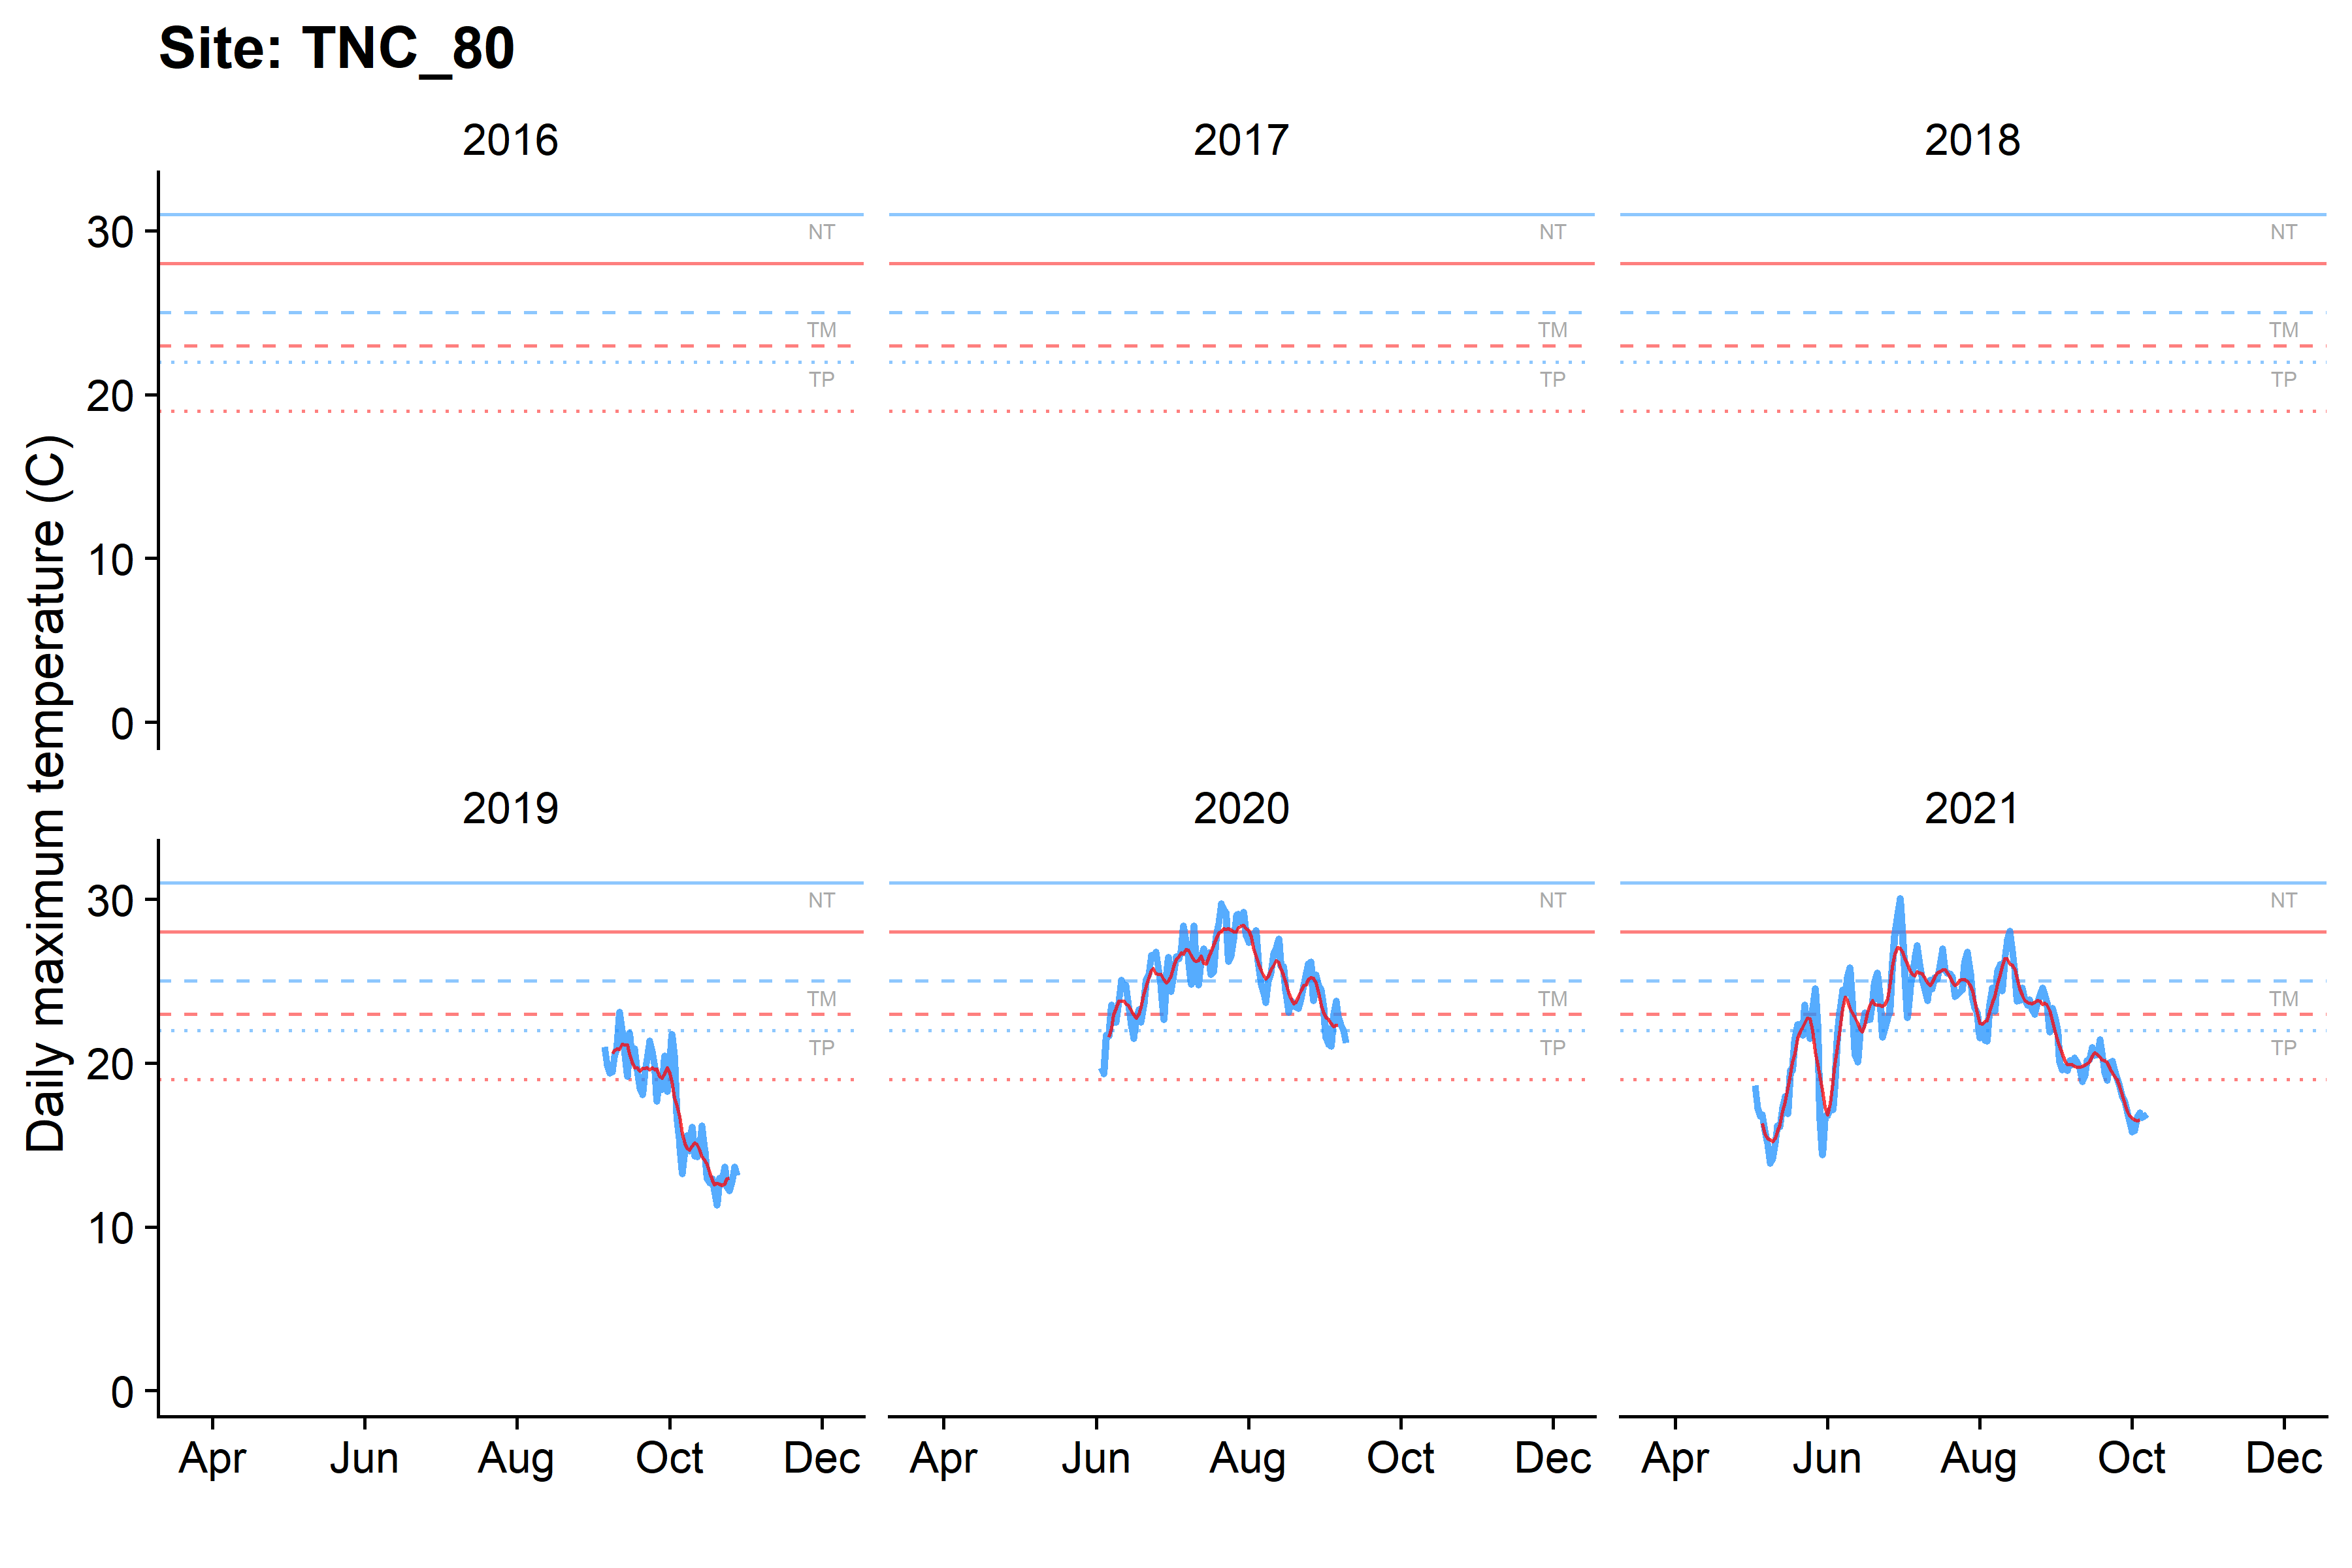 Site: TNC_80
2016
2017
2018
30
20
10
0
NT
TM
TP
NT
TM
TP
NT
TM
TP
Daily maximum temperature (C)
2019
2020
2021
30
20
10
0
NT
TM
TP
NT
TM
TP
NT
TM
TP
Apr Jun Aug Oct Dec
Apr Jun Aug Oct Dec
Apr Jun Aug Oct Dec